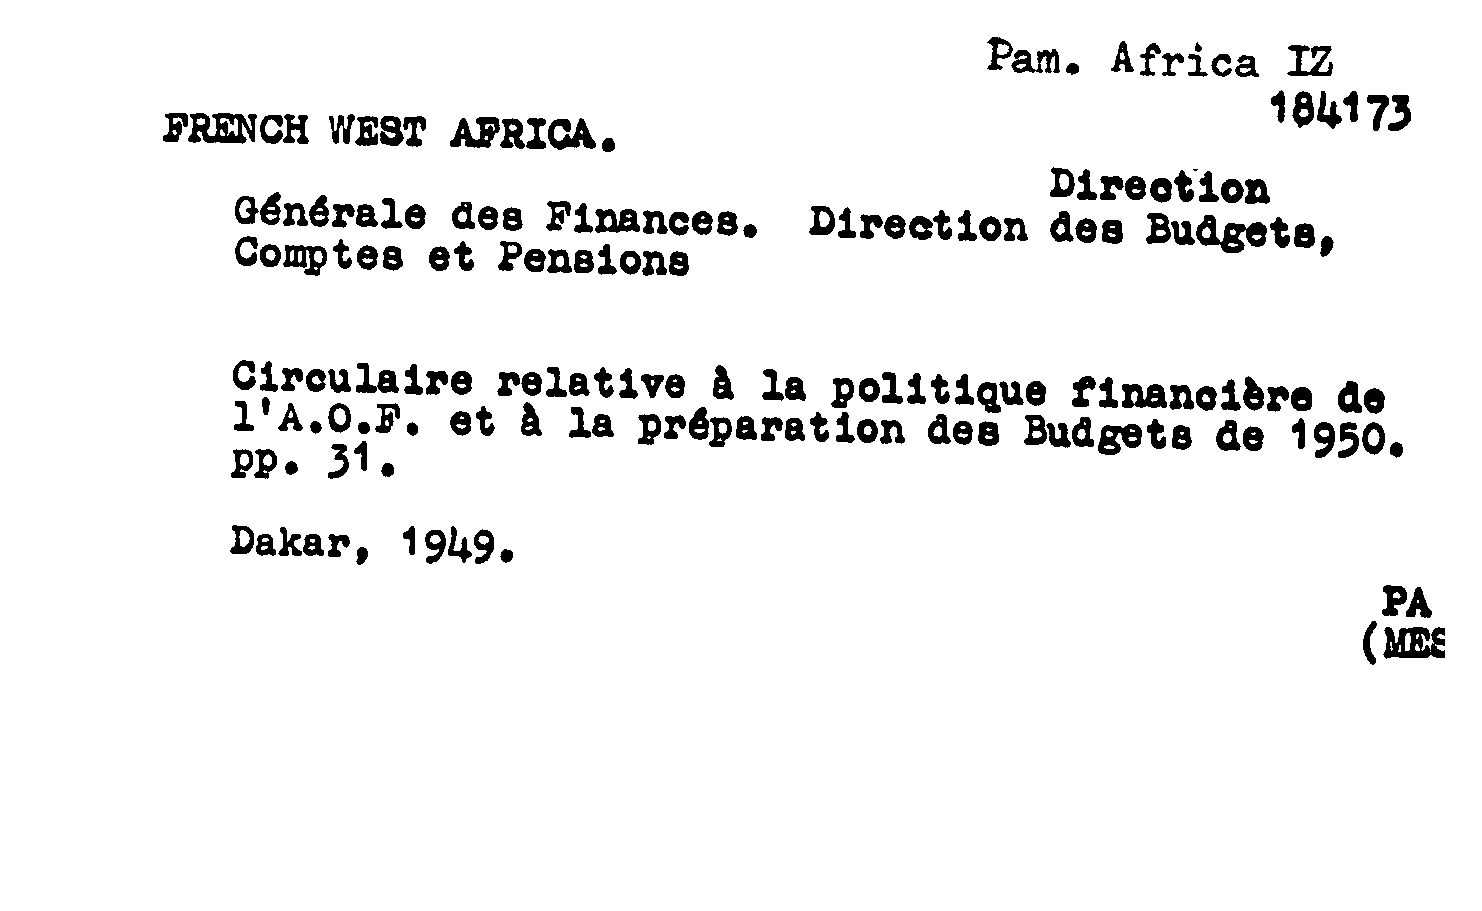 Pam. Africa IZ
184173
FRENCH WEST AFRICA.
Direction
Générale des Finances. Direction des Budgets,
Comptes et Pensions
Circulaire relative à la politique financière de
l'A.O.F. et à la préparation des Budgets de 1950.
pp. 31.
Dakar, 1949.
PA
(MES